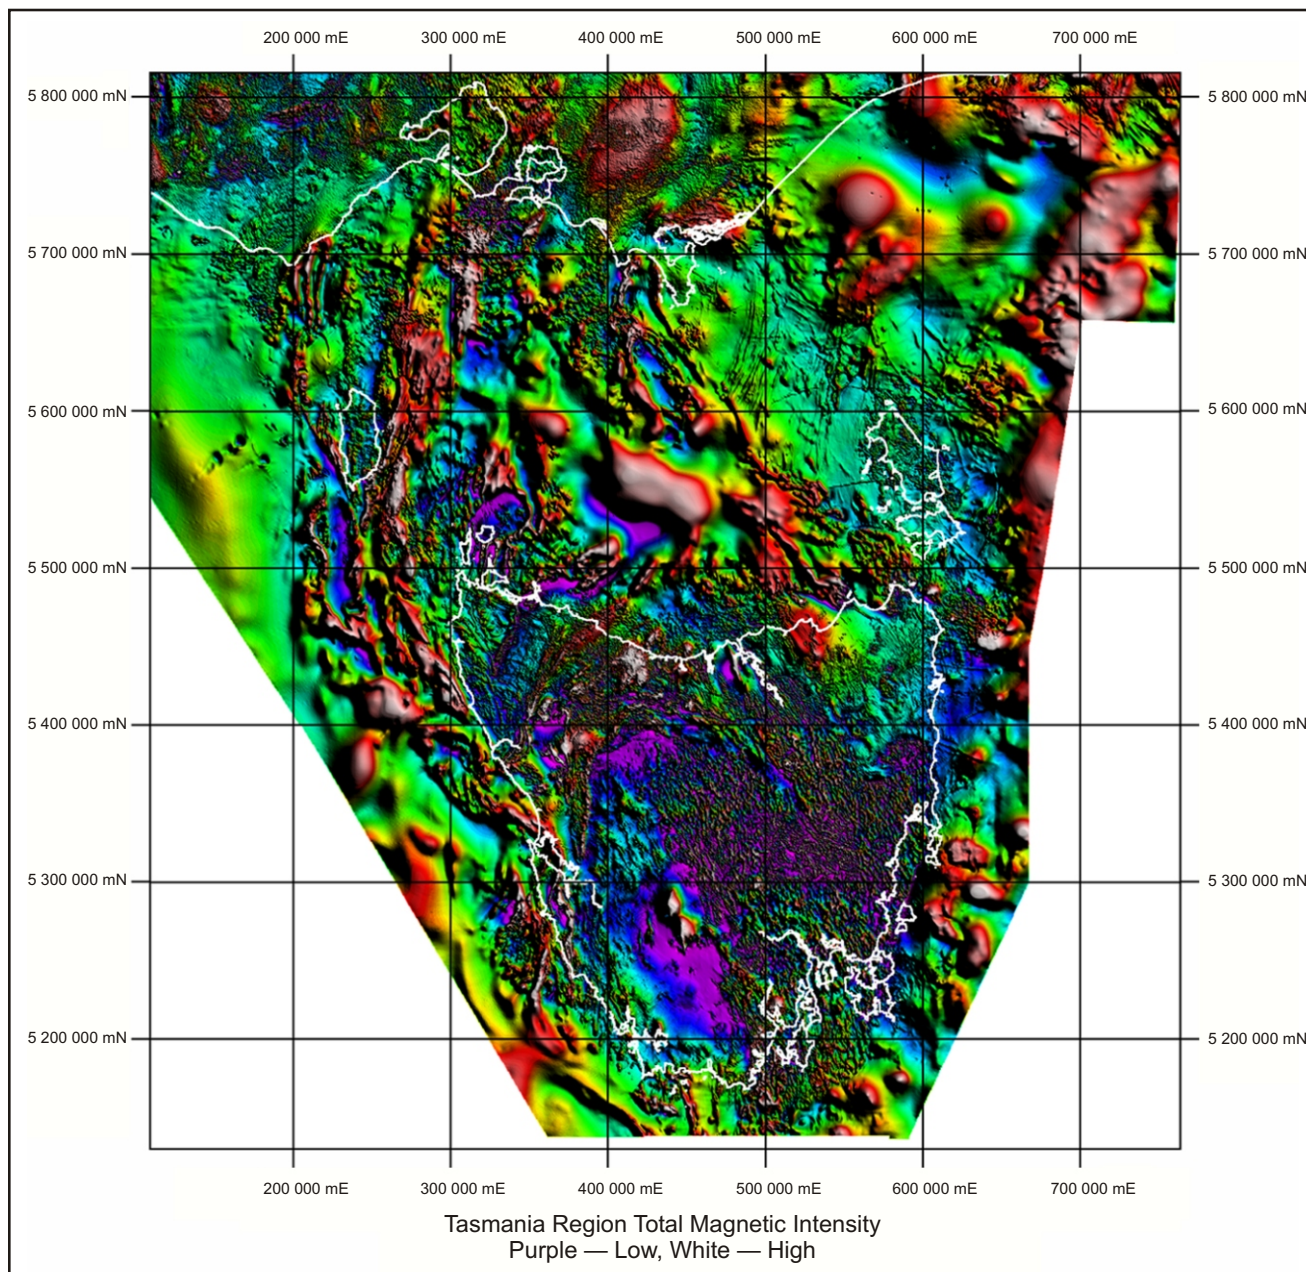 200 000 mE 300 000 mE 400 000 mE 500 000 mE 600 000 mE 700 000 mE
5 800 000 mN 5 800 000 mN
5 700 000 mN 5 700 000 mN
5 600 000 mN 5 600 000 mN
5 500 000 mN 5 500 000 mN
5 400 000 mN 5 400 000 mN
5 300 000 mN 5 300 000 mN
5 200 000 mN 5 200 000 mN
200 000 mE 300 000 mE 400 000 mE 500 000 mE 600 000 mE 700 000 mE
Tasmania Region Total Magnetic Intensity
Purple — Low, White — High